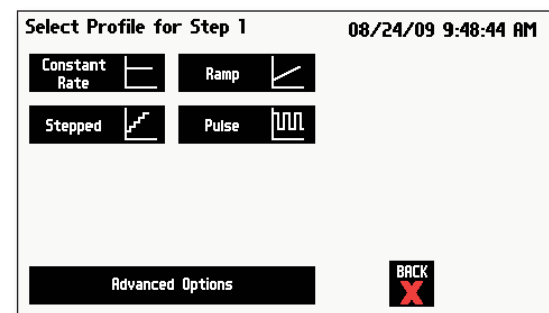 Select Profile for Step 1
08/24/09 9:48:44 AM
Constant
Rate
Ramp
Stepped
Pulse
Advanced Options
BACK